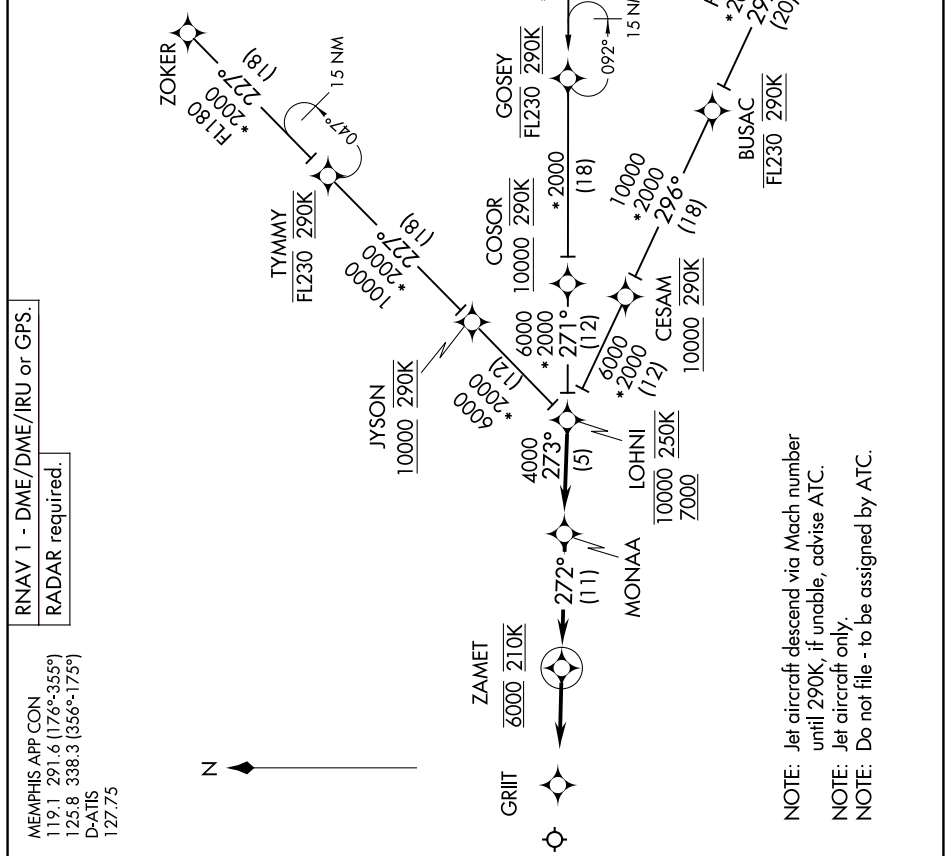 RNAV 1 - DME/DME/IRU or GPS.
RADAR required.
MEMPHIS APP CON
119.1 291.6 (176°-355°)
125.8 338.3 (356°-175°)
D-ATIS
127.75
N
ZOKER
FL180
*2000
227°
(18)
15 NM
047°
TYMMY
FL230 290K
10000
*2000
227°
(18)
JYSON
10000 290K
6000
*2000
(12)
GOSEY
FL230 290K
092°
15 NM
*2000
(18)
COSOR
10000 290K
6000
*2000
271°
(12)
BUSAC
FL230 290K
(20)
10000
*2000
296°
(18)
CESAM
10000 290K
6000
*2000
(12)
LOHNI
10000 250K
7000
4000
273°
(5)
MONAA
272°
(11)
ZAMET
6000 210K
GRIIT
NOTE: Jet aircraft descend via Mach number
until 290K, if unable, advise ATC.
NOTE: Jet aircraft only.
NOTE: Do not file - to be assigned by ATC.